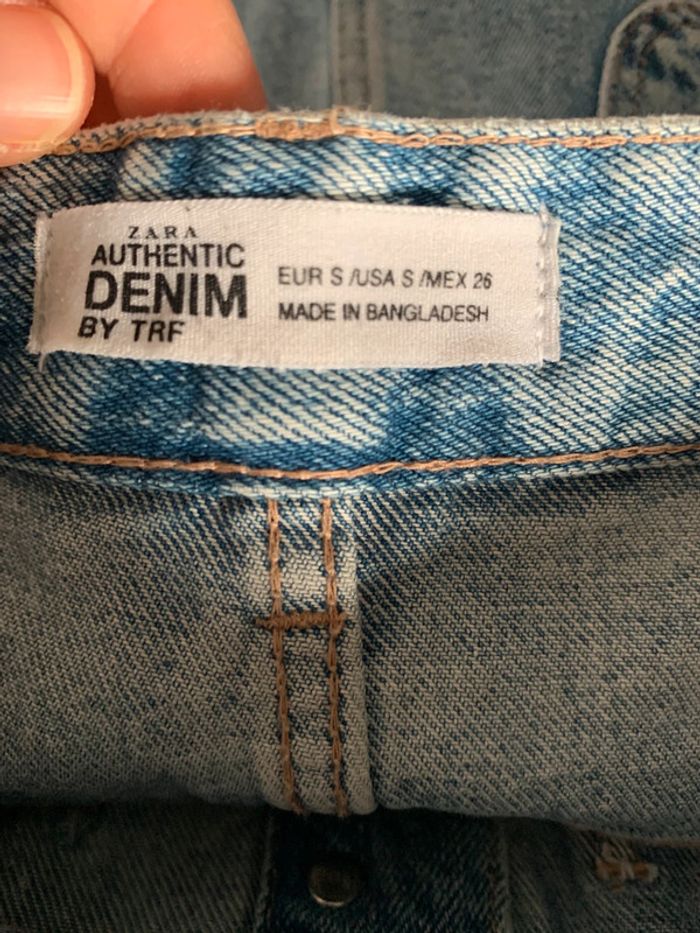 ZARA
AUTHENTIC
DENIM
BY TRF
EUR S /USA S /MEX 26
MADE IN BANGLADESH